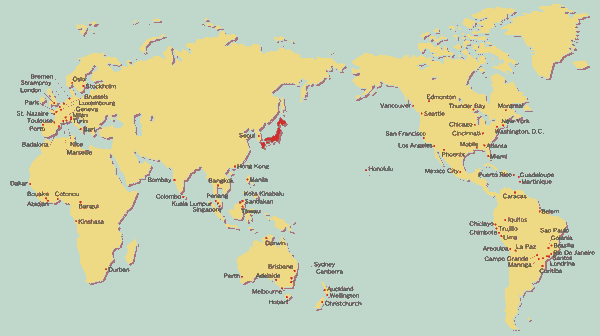 Bremen
Oslo
Stockholm
Strasmproy
London
Brussels
Paris
Luxembourg
Geneva
St. Nazaire
Milan
Toulouse
Turin
Porto
Bari
Badalona
Nice
Marseille
Dakar
Bouake
Cotonou
Abidjan
Bangui
Kinshasa
Durban
Bombay
Colombo
Seoul
Hong Kong
Bangkok
Manila
Penang
Kota Kinabalu
Kuala Lumpur
Sandakan
Singapore
Tawau
Darwin
Brisbane
Sydney
Canberra
Perth
Adelaide
Melbourne
Hobart
Auckland
Wellington
Christchurch
Honolulu
Edmonton
Vancouver
Thunder Bay
Montreal
Seattle
Chicago
New York
San Francisco
Cincinnati
Washington, D.C.
Los Angeles
Mobile
Atlanta
Phoenix
Miami
Mexico City
Puerto Rico
Guadeloupe
Martinique
Caracas
Belem
Chiclayo
Iquitos
Trujillo
Chimbote
Lima
Sao Paulo
Goiania
La Paz
Brasilia
Arequipa
Rio De Janeiro
Campo Grande
Santos
Maringa
Londrina
Curitiba